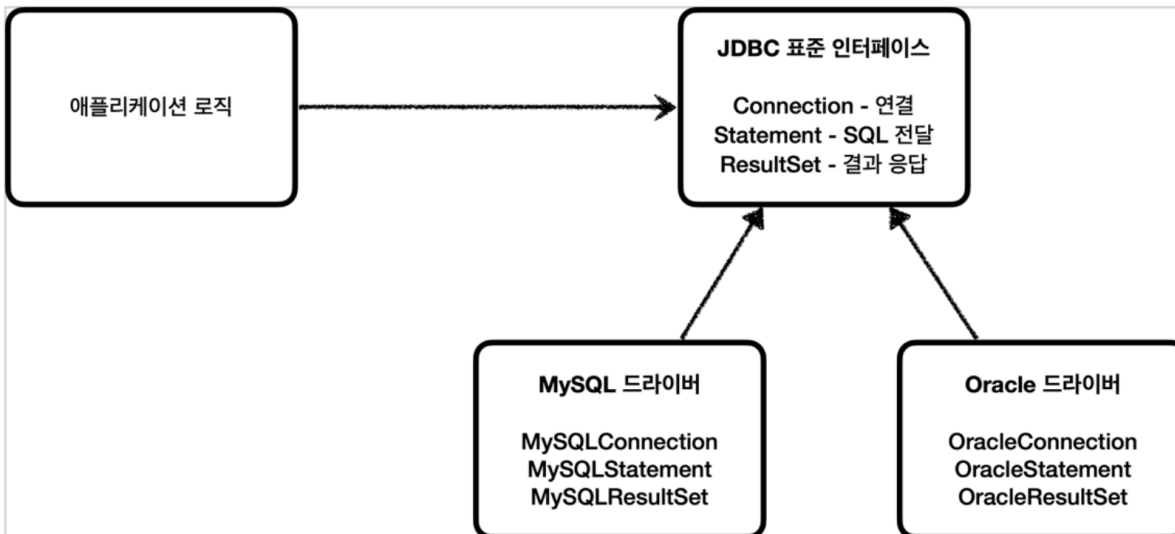 애플리케이션 로직
JDBC 표준 인터페이스
Connection - 연결
Statement - SQL 전달
ResultSet - 결과 응답
MySQL 드라이버
MySQLConnection
MySQLStatement
MySQLResultSet
Oracle 드라이버
OracleConnection
OracleStatement
OracleResultSet